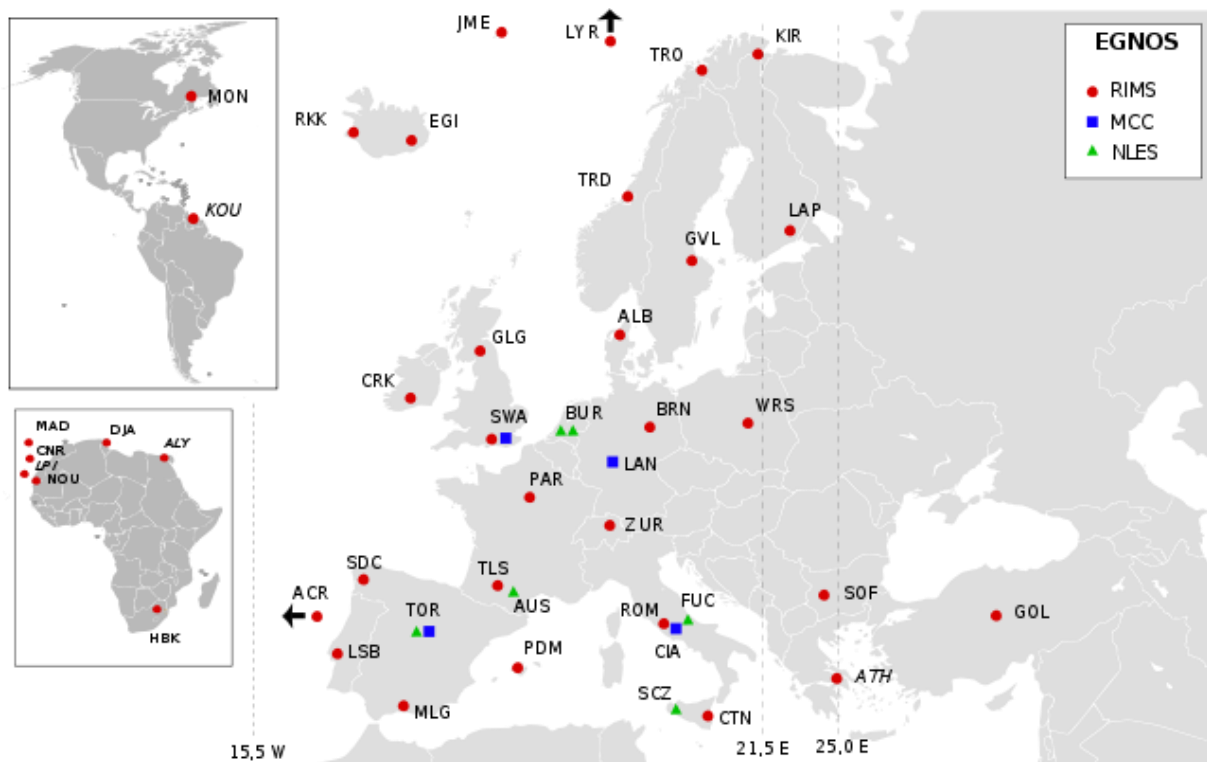 EGNOS
RIMS
MCC
NLES
MON
KOU
JME
LYR
TRO
KIR
RKK
EGI
TRD
LAP
GVL
ALB
GLG
CRK
SWA
BUR
BRN
WRS
LAN
PAR
ZUR
MAD
DJA
ALY
CNR
LPI
NOU
HBK
SDC
TLS
ACR
AUS
TOR
ROM
FUC
SOF
GOL
LSB
PDM
CIA
ATH
SCZ
MLG
CTN
15,5 W
21,5 E
25,0 E